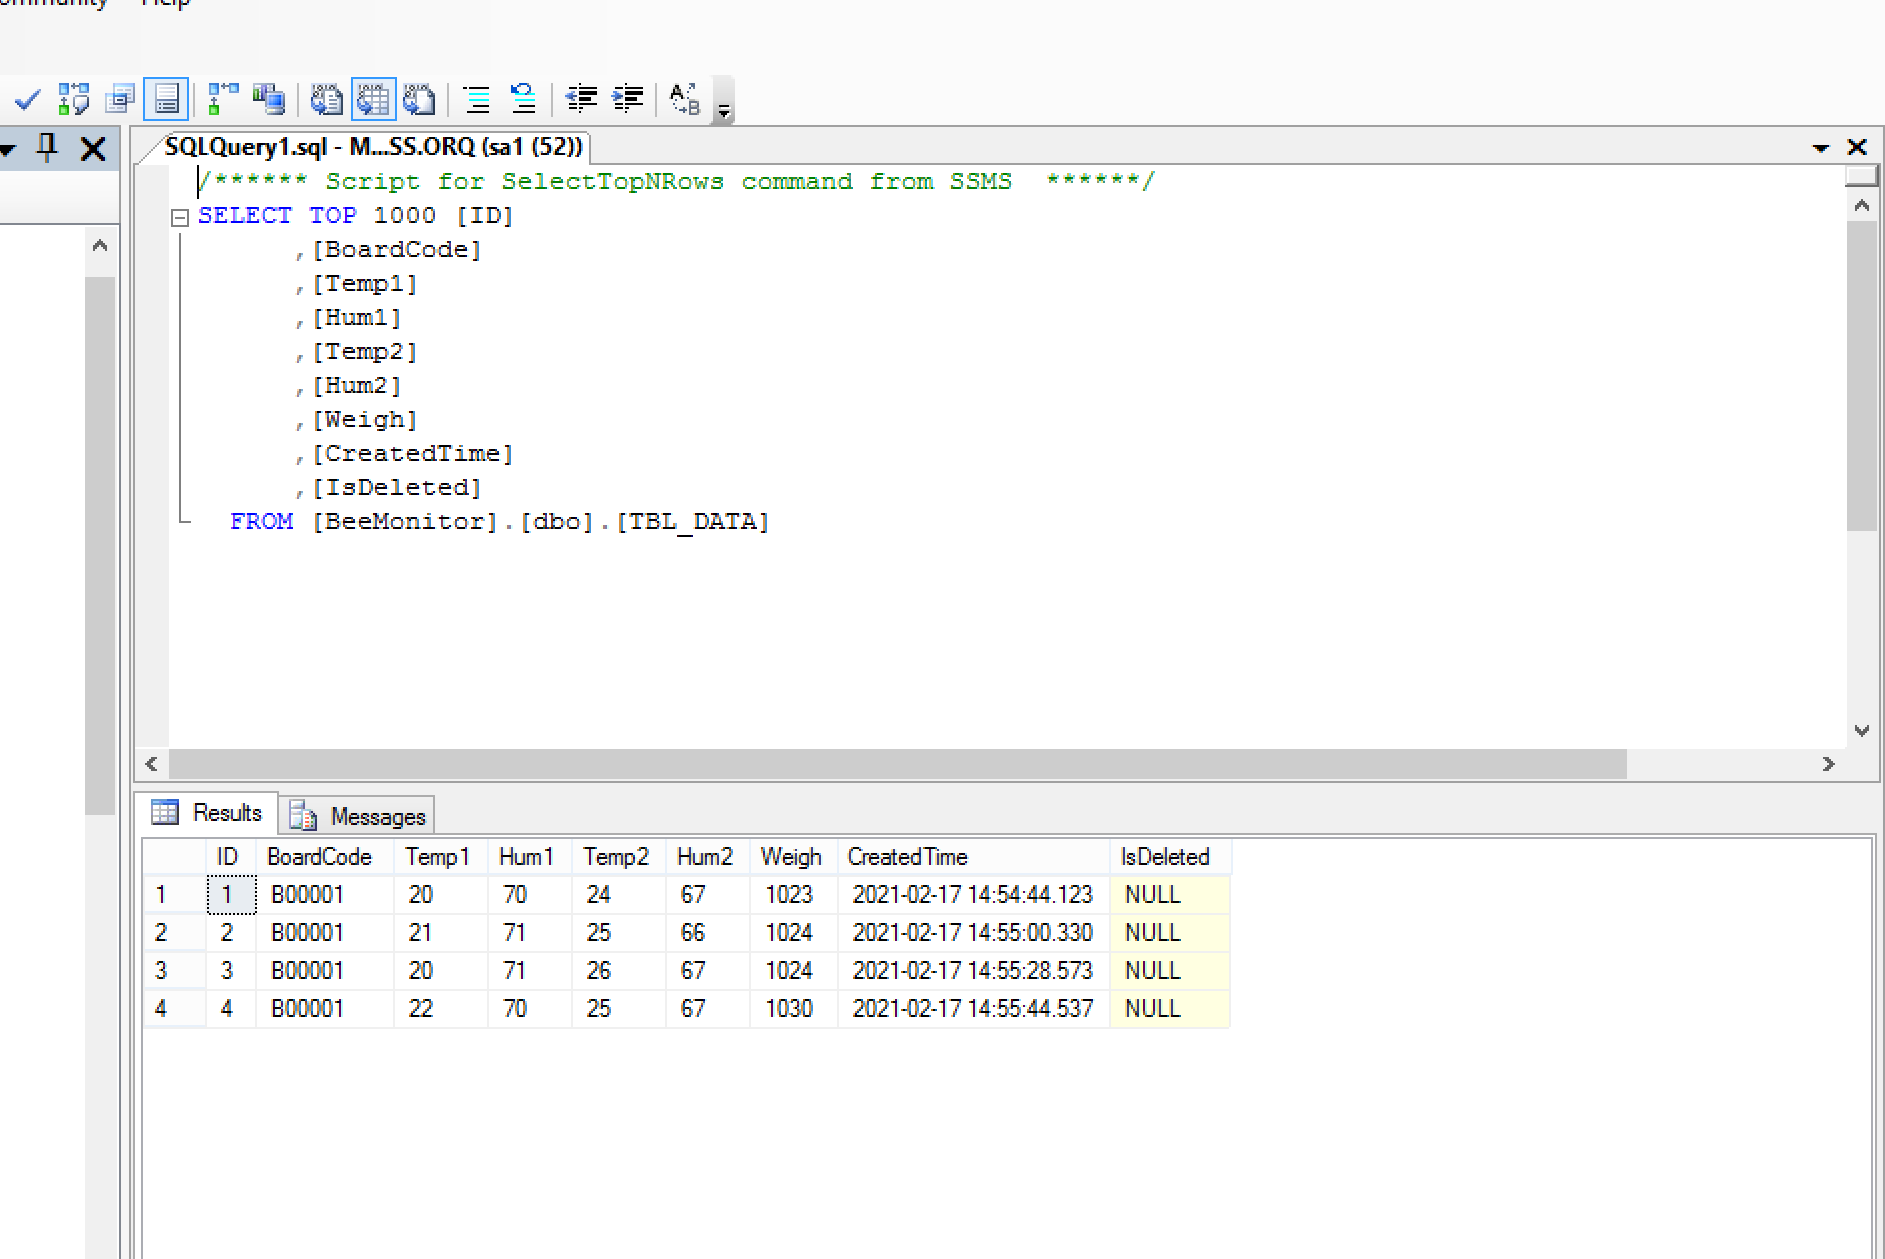 Help
SQLQuery1.sql - M...SS.ORQ (sa1 (52))
/****** Script for SelectTopNRows command from SSMS  ******/
SELECT TOP 1000 [ID]
,[BoardCode]
,[Temp1]
,[Hum1]
,[Temp2]
,[Hum2]
,[Weigh]
,[CreatedTime]
,[IsDeleted]
FROM [BeeMonitor].[dbo].[TBL_DATA]
Results Messages
ID BoardCode Temp1 Hum1 Temp2 Hum2 Weigh CreatedTime IsDeleted
1 1 B00001 20 70 24 67 1023 2021-02-17 14:54:44.123 NULL
2 2 B00001 21 71 25 66 1024 2021-02-17 14:55:00.330 NULL
3 3 B00001 20 71 26 67 1024 2021-02-17 14:55:28.573 NULL
4 4 B00001 22 70 25 67 1030 2021-02-17 14:55:44.537 NULL